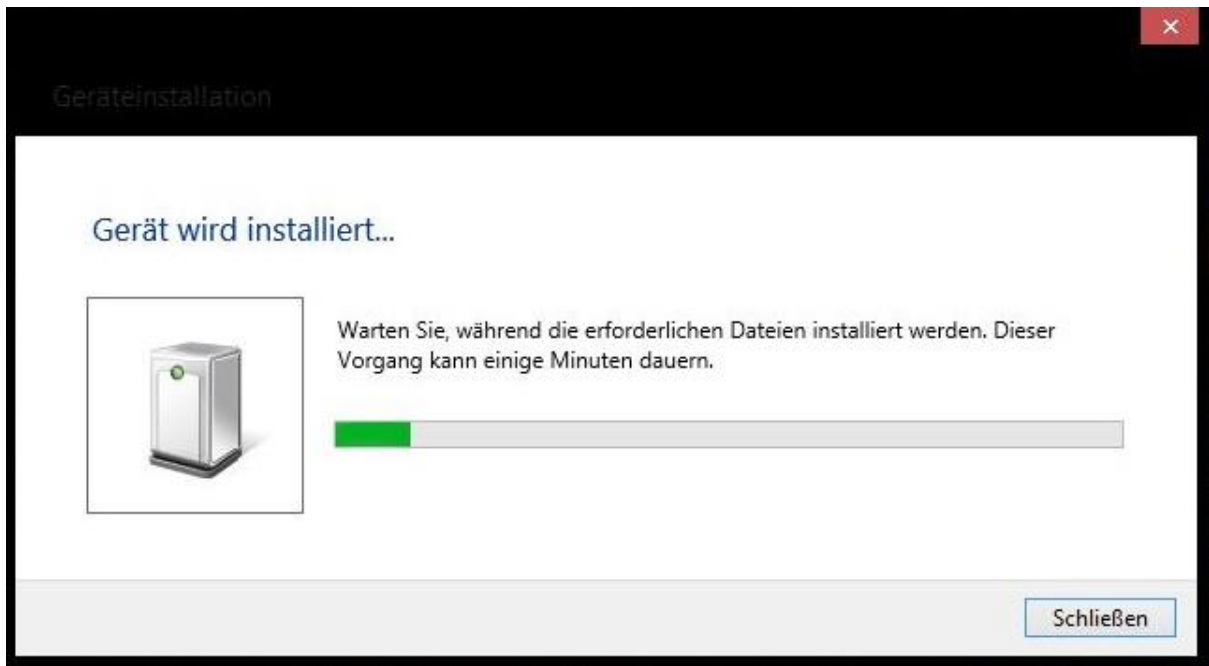 Geräteinstallation
Gerät wird installiert...
Warten Sie, während die erforderlichen Dateien installiert werden. Dieser
Vorgang kann einige Minuten dauern.
Schließen